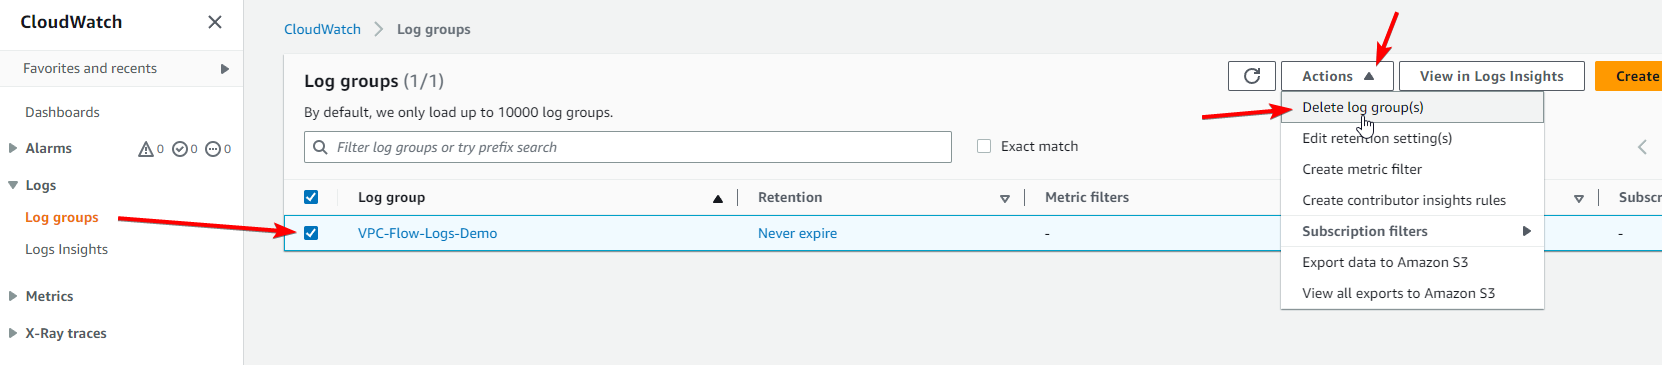 CloudWatch
Favorites and recents
Dashboards
Alarms 0 0 0
Logs
Log groups
Logs Insights
Metrics
X-Ray traces
CloudWatch Log groups
Log groups (1/1)
By default, we only load up to 10000 log groups.
Filter log groups or try prefix search
Exact match
Actions
View in Logs Insights
Create
Delete log group(s)
Edit retention setting(s)
Create metric filter
Create contributor insights rules
Subscription filters
Export data to Amazon S3
View all exports to Amazon S3
Log group Retention Metric filters Subscr
VPC-Flow-Logs-Demo Never expire - -